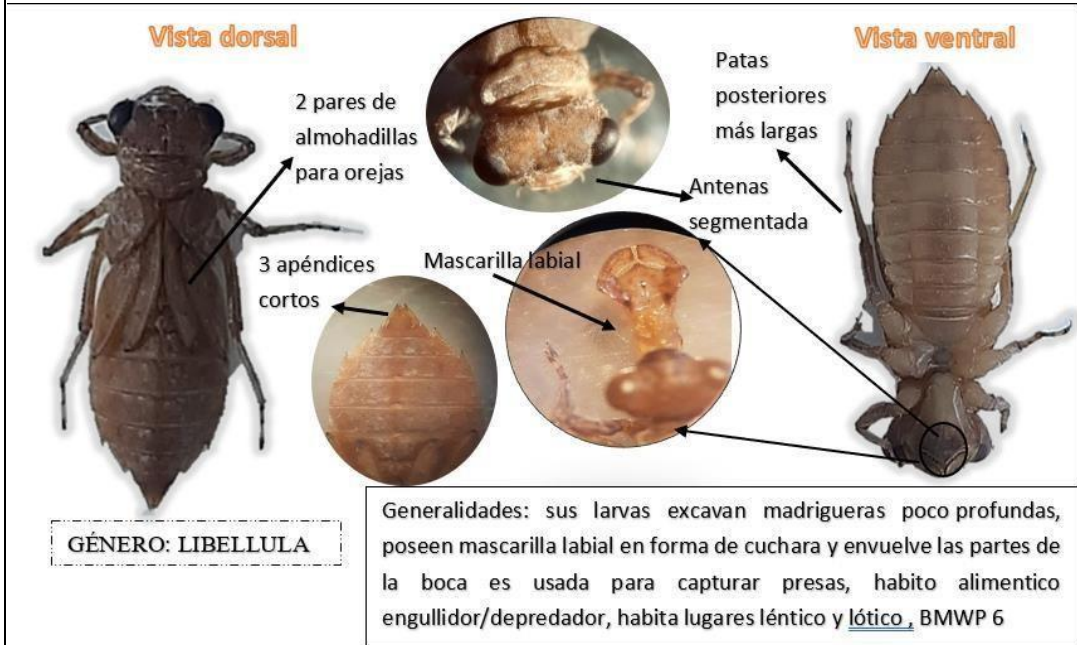 Vista dorsal
2 pares de
almohadillas
para orejas
Antenas
segmentada
Vista ventral
Patas
posteriores
más largas
3 apéndices
cortos
Mascarilla labial
GÉNERO: LIBELLULA
Generalidades: sus larvas excavan madrigueras poco profundas,
poseen mascarilla labial en forma de cuchara y envuelve las partes de
la boca es usada para capturar presas, habito alimentico
engullidor/depredador, habita lugares léntico y lótico , BMWP 6